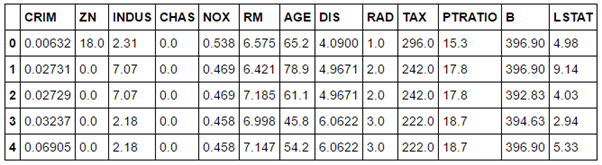 CRIM ZN INDUS CHAS NOX RM AGE DIS RAD TAX PTRATIO B LSTAT
0 0.00632 18.0 2.31 0.0 0.538 6.575 65.2 4.0900 1.0 296.0 15.3 396.90 4.98
1 0.02731 0.0 7.07 0.0 0.469 6.421 78.9 4.9671 2.0 242.0 17.8 396.90 9.14
2 0.02729 0.0 7.07 0.0 0.469 7.185 61.1 4.9671 2.0 242.0 17.8 392.83 4.03
3 0.03237 0.0 2.18 0.0 0.458 6.998 45.8 6.0622 3.0 222.0 18.7 394.63 2.94
4 0.06905 0.0 2.18 0.0 0.458 7.147 54.2 6.0622 3.0 222.0 18.7 396.90 5.33